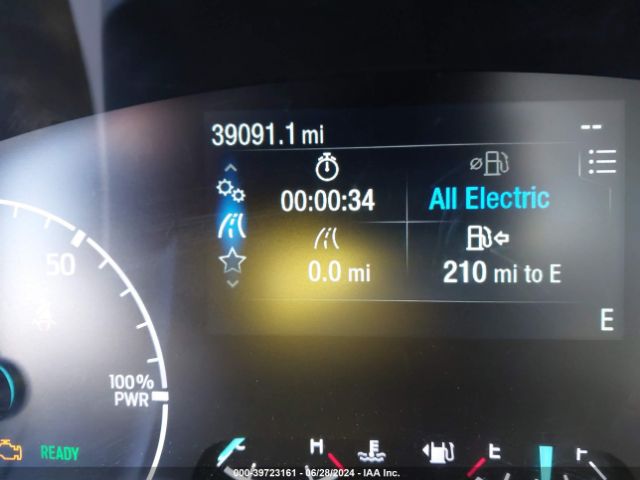 39091.1 mi --
00:00:34 All Electric
0.0 mi 210 mi to E
E
50
100%
PWR
READY
H E F
000-39723161 - 06/28/2024 - IAA Inc.